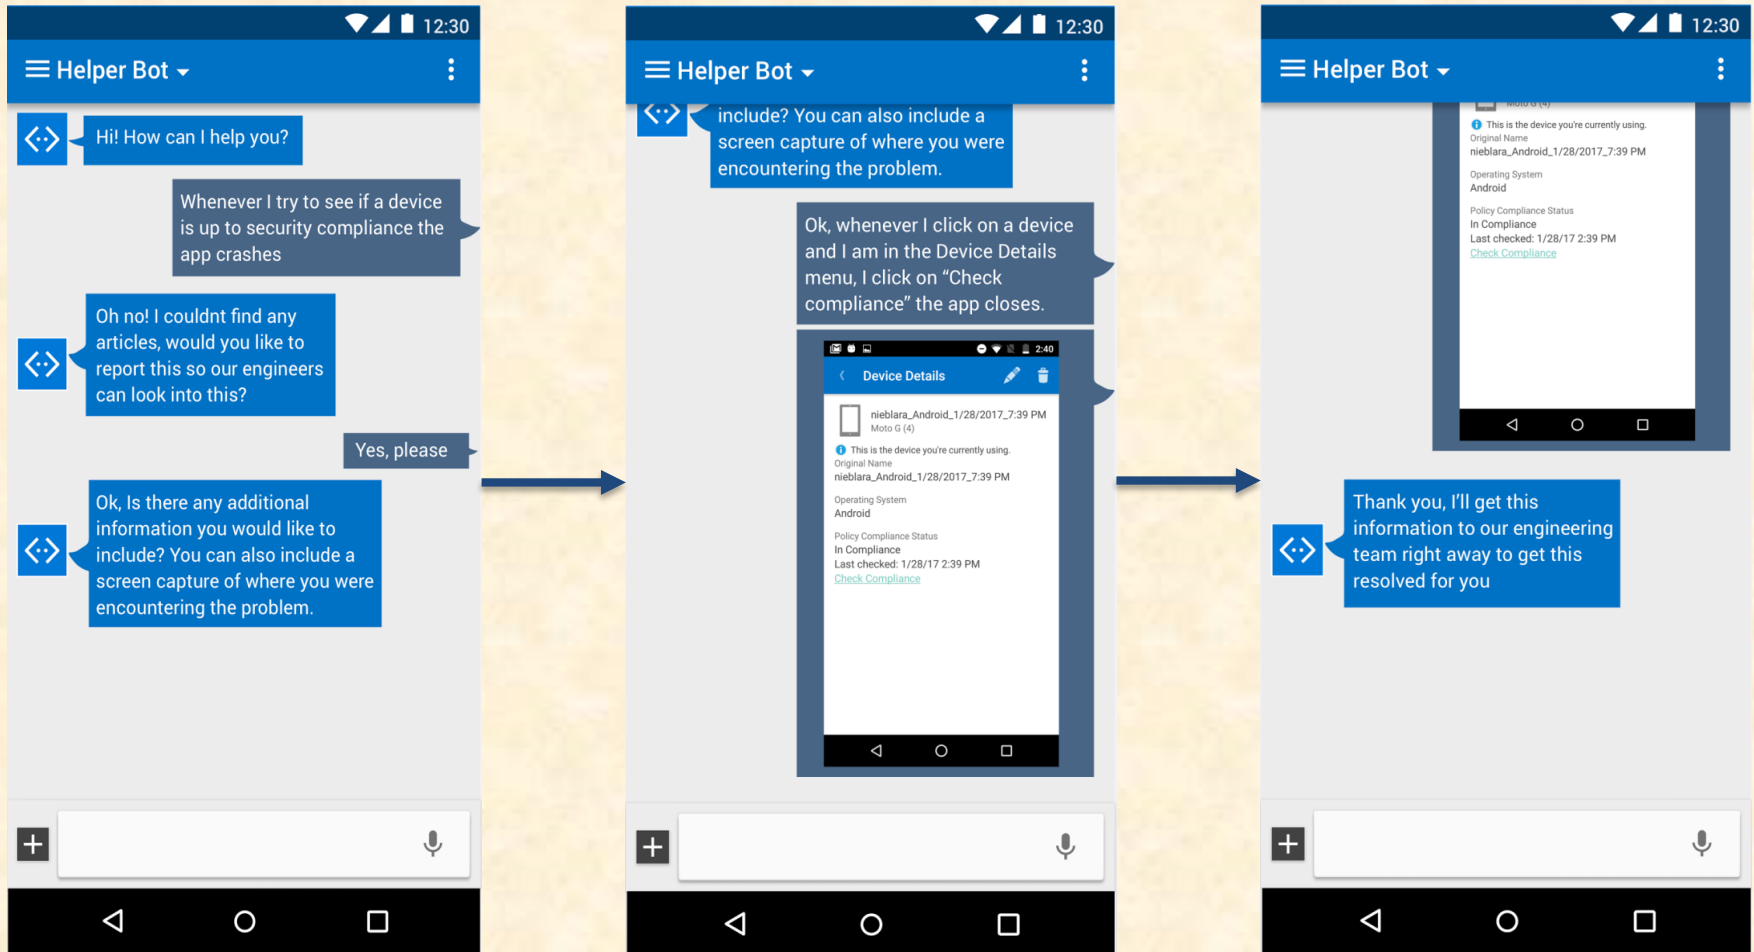 12:30
Helper Bot
Hi! How can I help you?
Whenever I try to see if a device
is up to security compliance the
app crashes
Oh no! I couldnt find any
articles, would you like to
report this so our engineers
can look into this?
Yes, please
Ok, Is there any additional
information you would like to
include? You can also include a
screen capture of where you were
encountering the problem.
12:30
Helper Bot
include? You can also include a
screen capture of where you were
encountering the problem.
Ok, whenever I click on a device
and I am in the Device Details
menu, I click on “Check
compliance” the app closes.
2:40
Device Details
nieblara_Android_1/28/2017_7:39 PM
Moto G (4)
This is the device you're currently using.
Original Name
nieblara_Android_1/28/2017_7:39 PM
Operating System
Android
Policy Compliance Status
In Compliance
Last checked: 1/28/17 2:39 PM
Check Compliance
12:30
Helper Bot
Moto G (4)
This is the device you're currently using.
Original Name
nieblara_Android_1/28/2017_7:39 PM
Operating System
Android
Policy Compliance Status
In Compliance
Last checked: 1/28/17 2:39 PM
Check Compliance
Thank you, I’ll get this
information to our engineering
team right away to get this
resolved for you